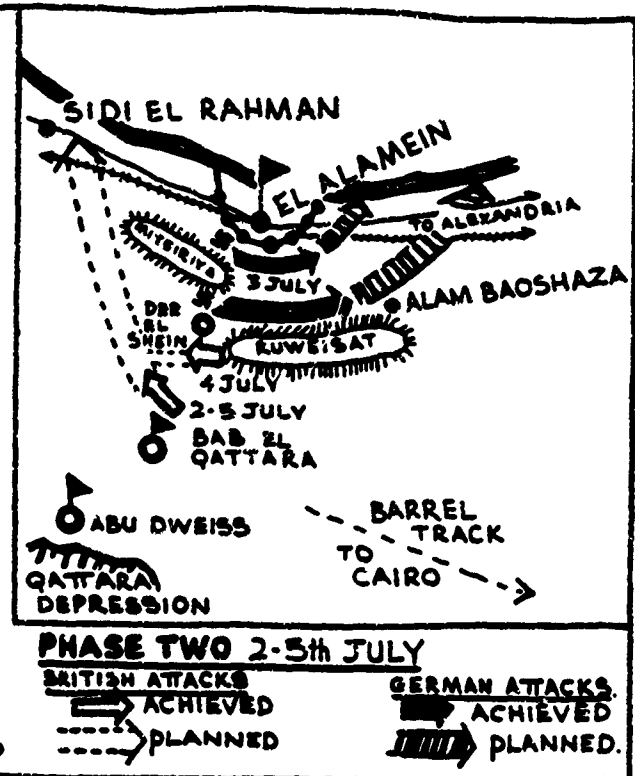 SIDI EL RAHMAN
EL ALAMEIN
TO ALEXANDRIA
MITEIRIYA
3 JULY
ALAM BAOSHAZA
DRR
EL
SHEIN
RUWEISAT
4 JULY
2-5 JULY
BAB EL
QATTARA
ABU DWEISS
BARREL
TRACK
TO
CAIRO
QATTARA
DEPRESSION
PHASE TWO 2-5th JULY
BRITISH ATTACKS
ACHIEVED
PLANNED
GERMAN ATTACKS.
ACHIEVED
PLANNED.